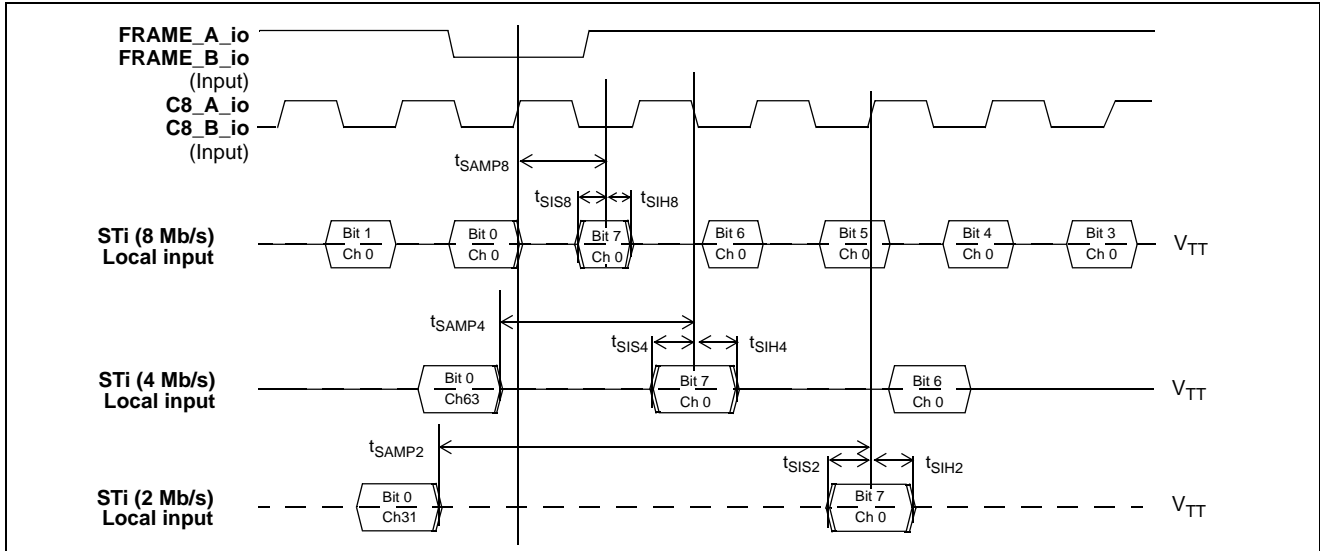 FRAME_A_io
FRAME_B_io
(Input)
C8_A_io
C8_B_io
(Input)
tSAMP8
tSIS8
tSIH8
STi (8 Mb/s)
Local input
Bit 1
Ch 0
Bit 0
Ch 0
Bit 7
Ch 0
Bit 6
Ch 0
Bit 5
Ch 0
Bit 4
Ch 0
Bit 3
Ch 0
VTT
tSAMP4
tSIS4
tSIH4
STi (4 Mb/s)
Local input
Bit 0
Ch63
Bit 7
Ch 0
Bit 6
Ch 0
VTT
tSAMP2
tSIS2
tSIH2
STi (2 Mb/s)
Local input
Bit 0
Ch31
Bit 7
Ch 0
VTT